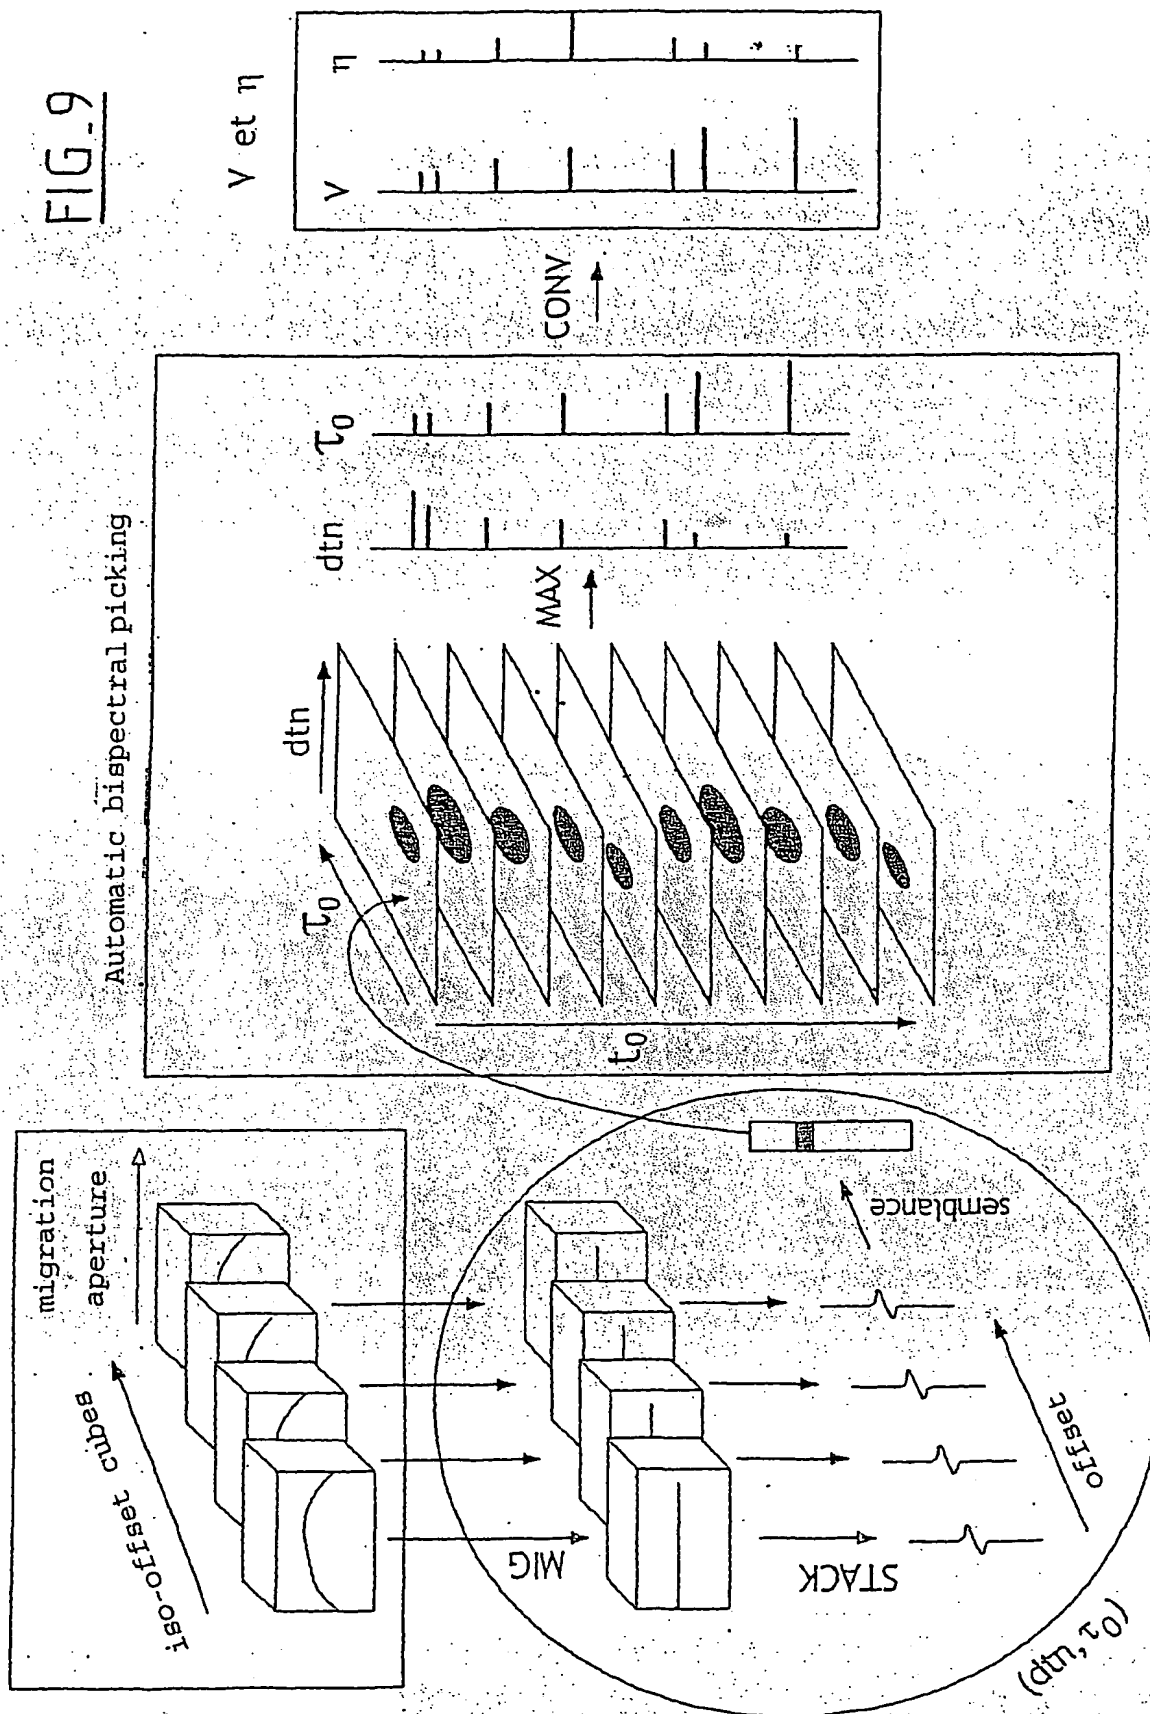 FIG_9
V et η
V
η
CONV
Automatic bispectral picking
τ0
dtn
MAX
dtn
τ0
t0
migration
aperture
iso-offset cubes
MIG
STACK
semblance
offset
(dtn, τ0)